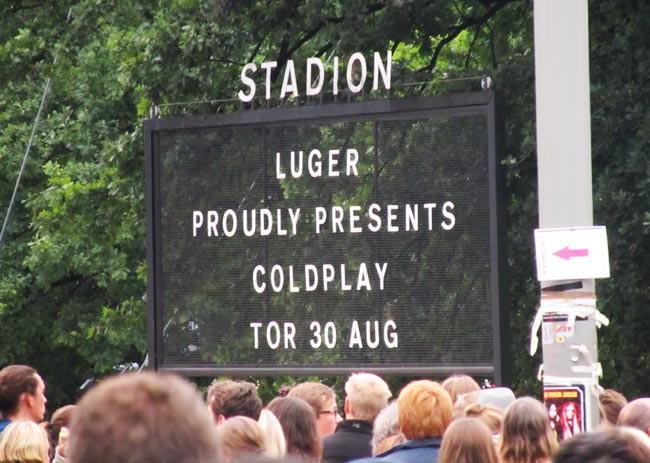 STADION
LUGER
PROUDLY PRESENTS
COLDPLAY
TOR 30 AUG